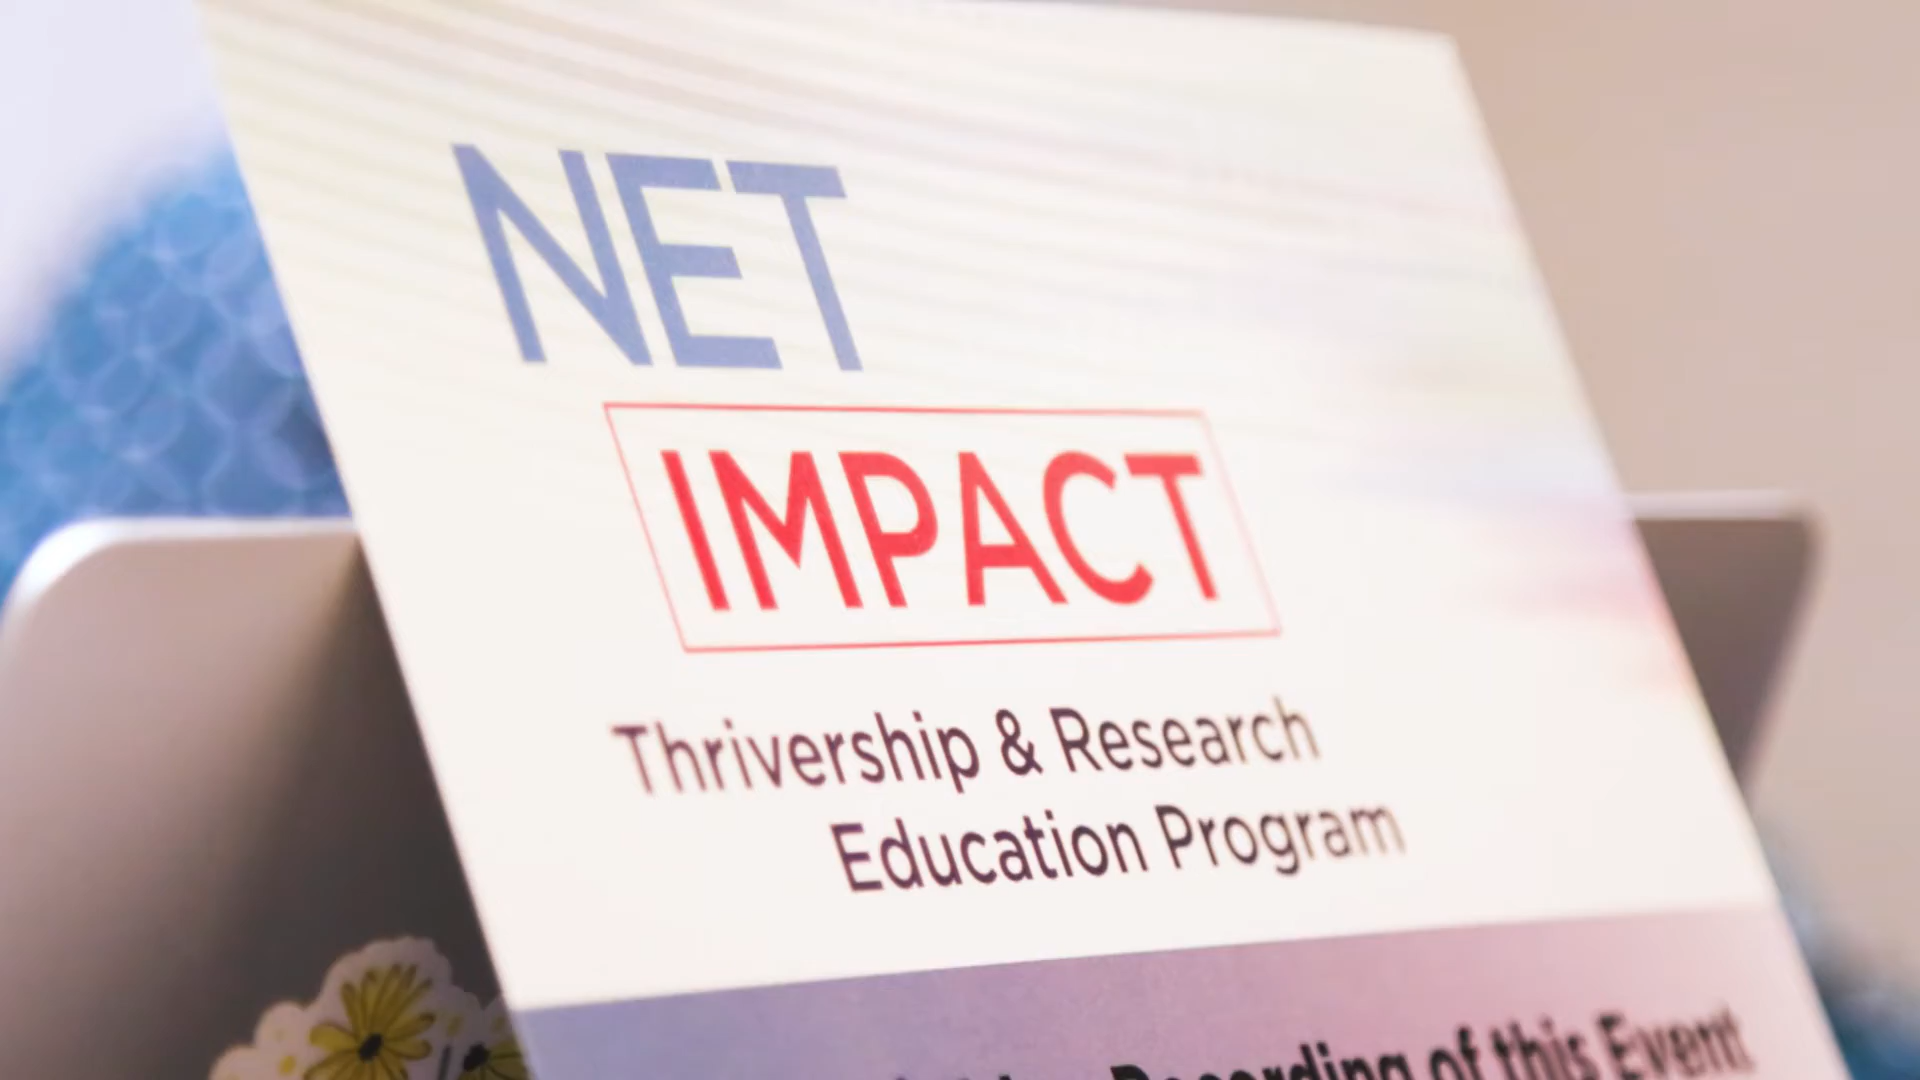 NET
IMPACT
Thrivership & Research
Education Program
Recording of this Event